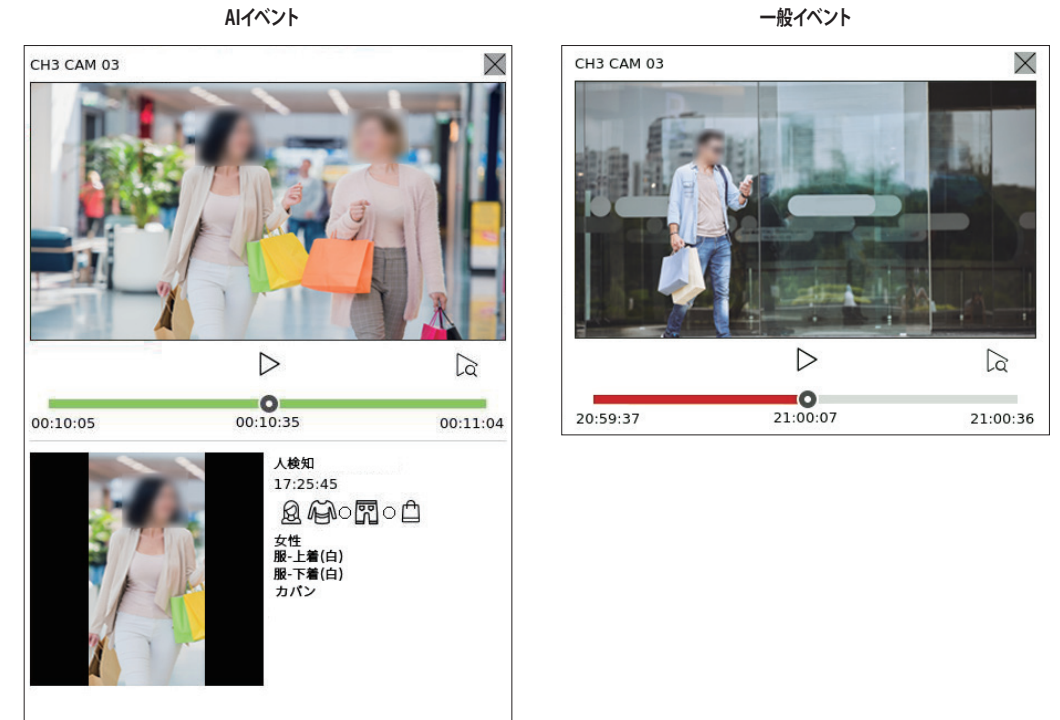 AIイベント
CH3 CAM 03
00:10:05
00:10:35
00:11:04
人検知
17:25:45
女性
服-上着(白)
服-下着(白)
カバン
一般イベント
CH3 CAM 03
20:59:37
21:00:07
21:00:36